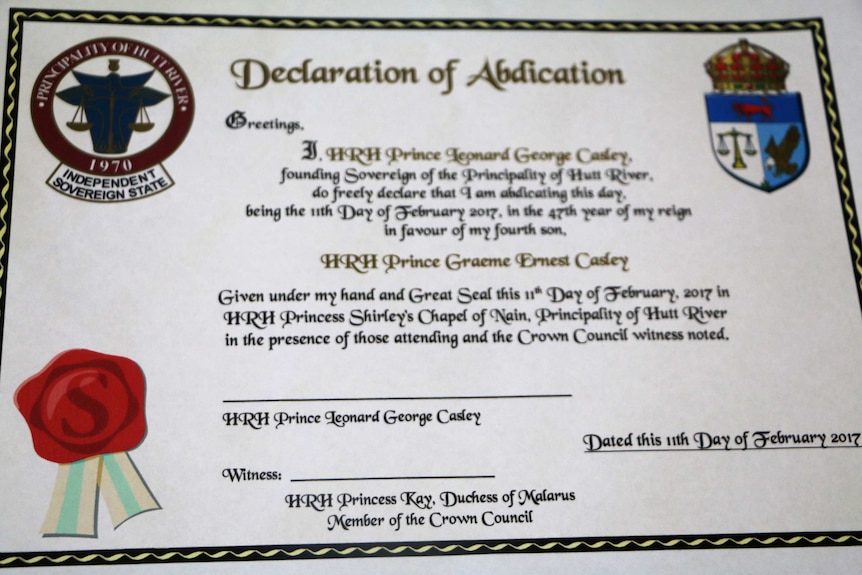 PRINCIPALITY OF HUTT RIVER
1970
INDEPENDENT
SOVEREIGN STATE
Declaration of Abdication
Greetings,
I, HRH Prince Leonard George Casley,
founding Sovereign of the Principality of Hutt River,
do freely declare that I am abdicating this day,
being the 11th Day of February 2017, in the 47th year of my reign
in favour of my fourth son,
HRH Prince Graeme Ernest Casley
Given under my hand and Great Seal this 11th Day of February, 2017 in
HRH Princess Shirley's Chapel of Nain, Principality of Hutt River
in the presence of those attending and the Crown Council witness noted.
S
HRH Prince Leonard George Casley
Dated this 11th Day of February 2017
Witness:
HRH Princess Kay, Duchess of Malarus
Member of the Crown Council